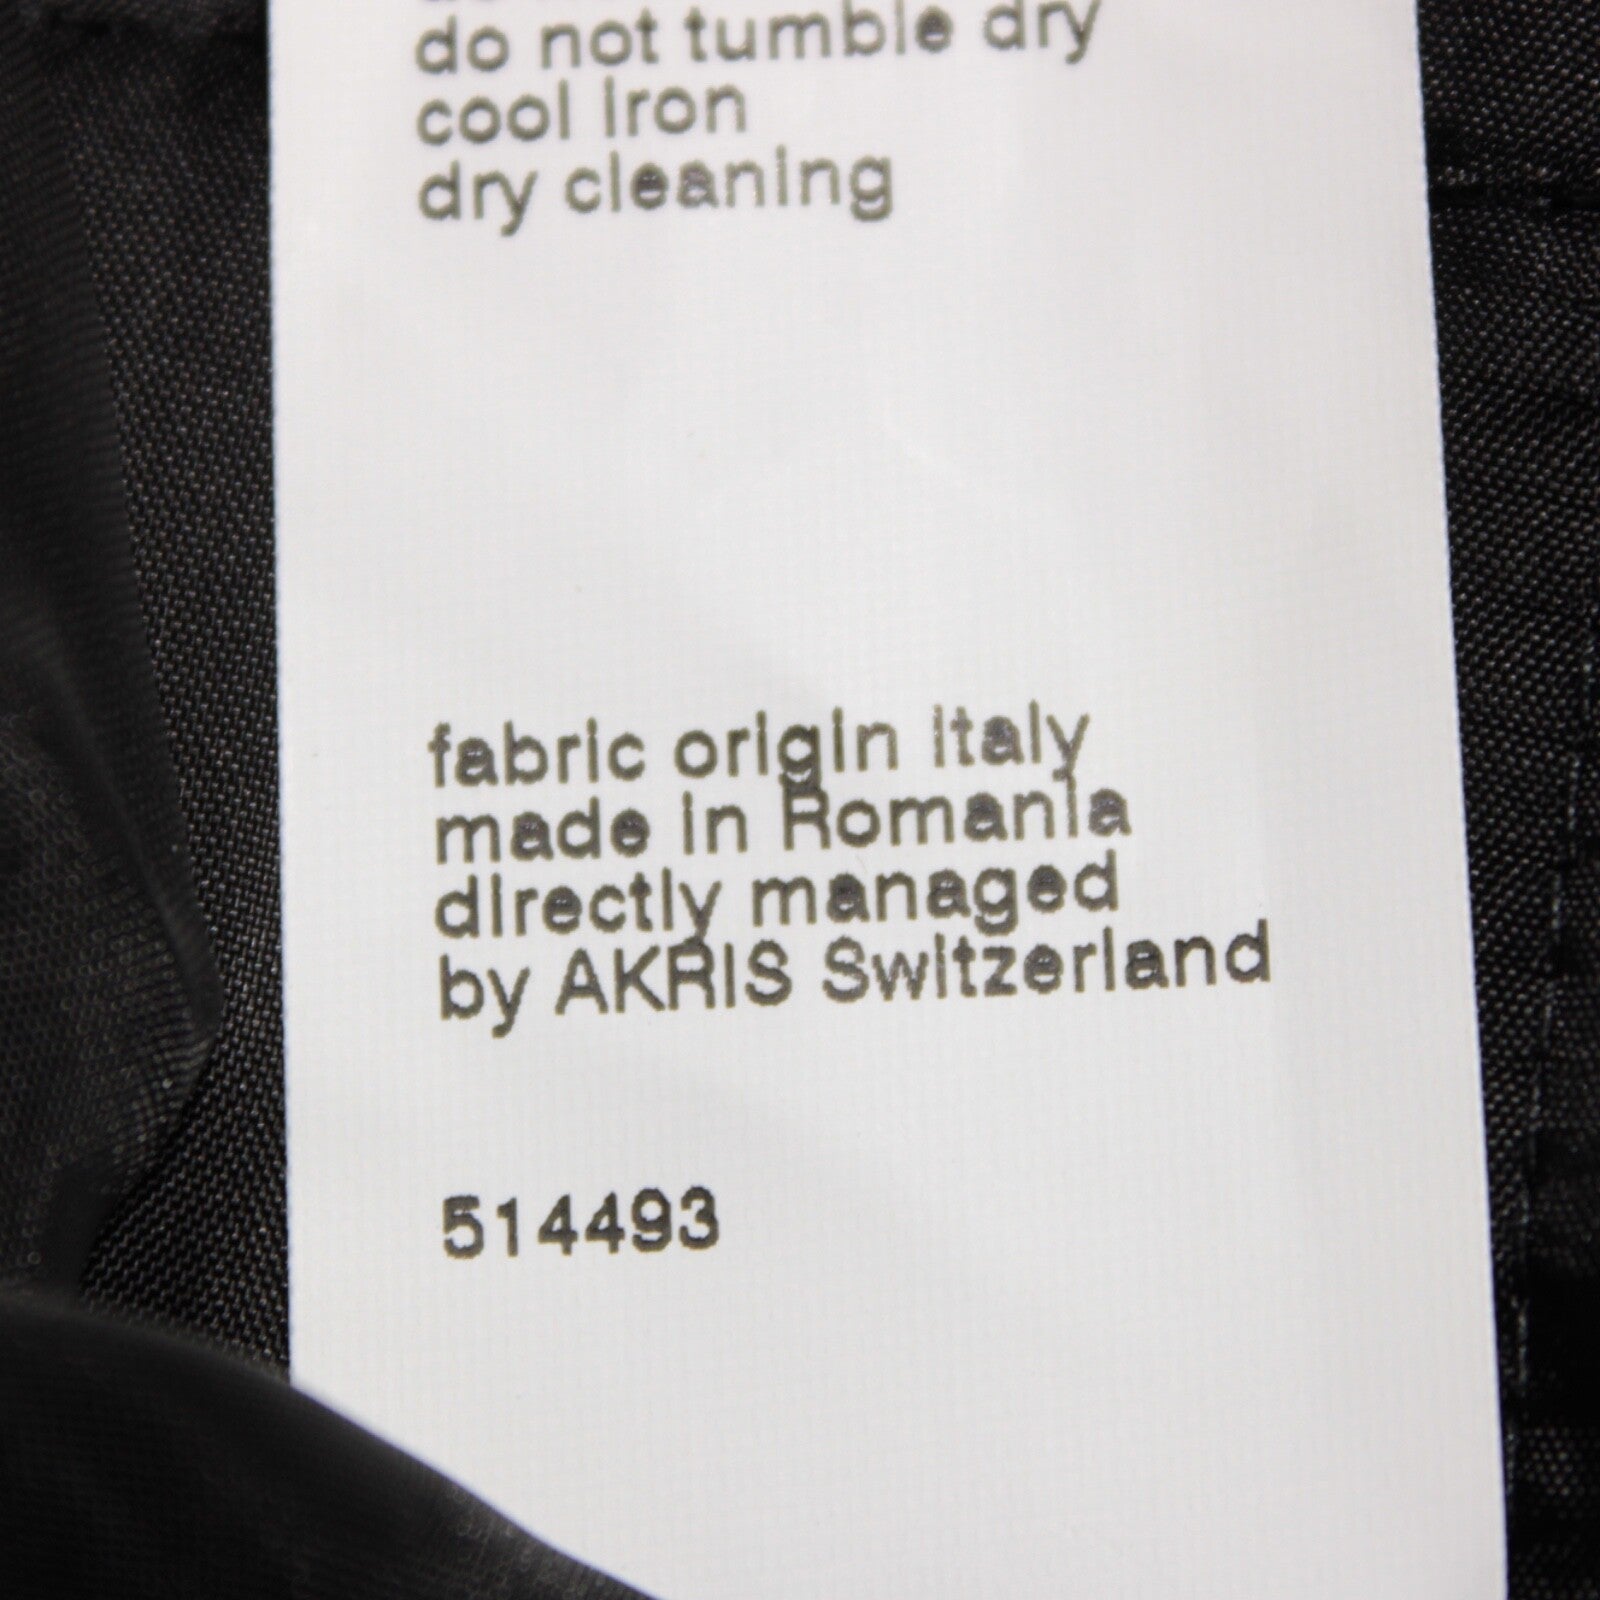 do not tumble dry
cool iron
dry cleaning
fabric origin italy
made in Romania
directly managed
by AKRIS Switzerland
514493